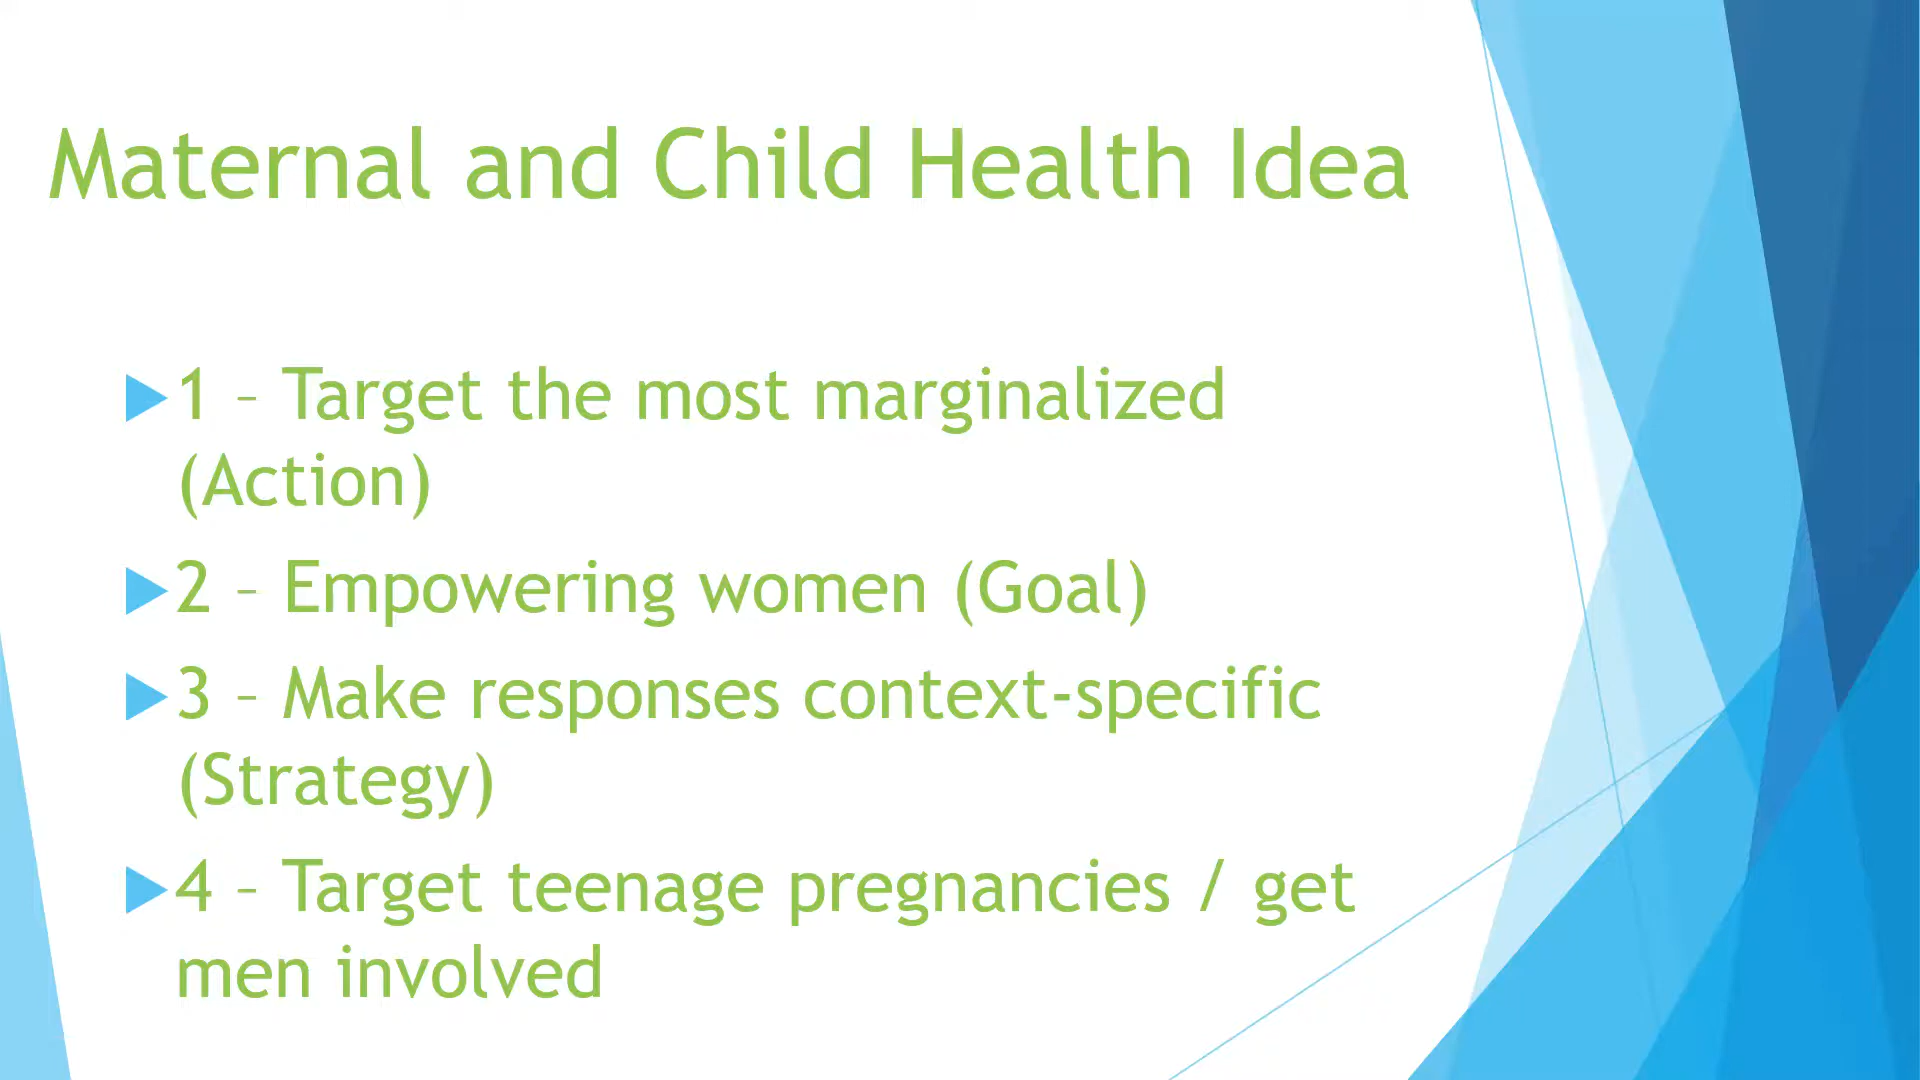 Maternal and Child Health Idea
1 – Target the most marginalized
(Action)
2 – Empowering women (Goal)
3 – Make responses context-specific
(Strategy)
4 – Target teenage pregnancies / get
men involved